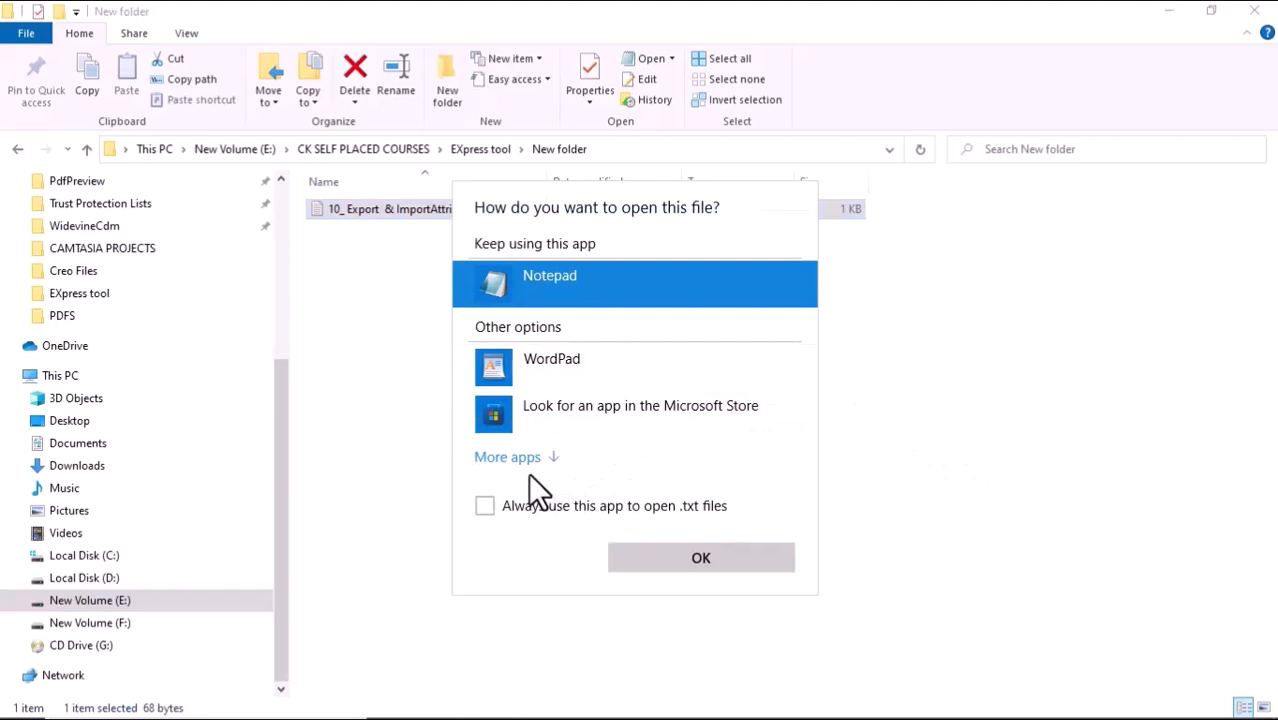 New folder
File Home Share View
Pin to Quick access
Copy
Paste
Cut
Copy path
Paste shortcut
Clipboard
Move to
Copy to
Delete
Rename
Organize
New folder
New item
Easy access
New
Properties
Open
Edit
History
Open
Select all
Select none
Invert selection
Select
This PC > New Volume (E:) > CK SELF PLACED COURSES > EXpress tool > New folder
Search New folder
Name
10_ Export & ImportAttri
1 KB
PdfPreview
Trust Protection Lists
WidevineCdm
CAMTASIA PROJECTS
Creo Files
EXpress tool
PDFS
OneDrive
This PC
3D Objects
Desktop
Documents
Downloads
Music
Pictures
Videos
Local Disk (C:)
Local Disk (D:)
New Volume (E:)
New Volume (F:)
CD Drive (G:)
Network
How do you want to open this file?
Keep using this app
Notepad
Other options
WordPad
Look for an app in the Microsoft Store
More apps
Always use this app to open .txt files
OK
1 item 1 item selected 68 bytes